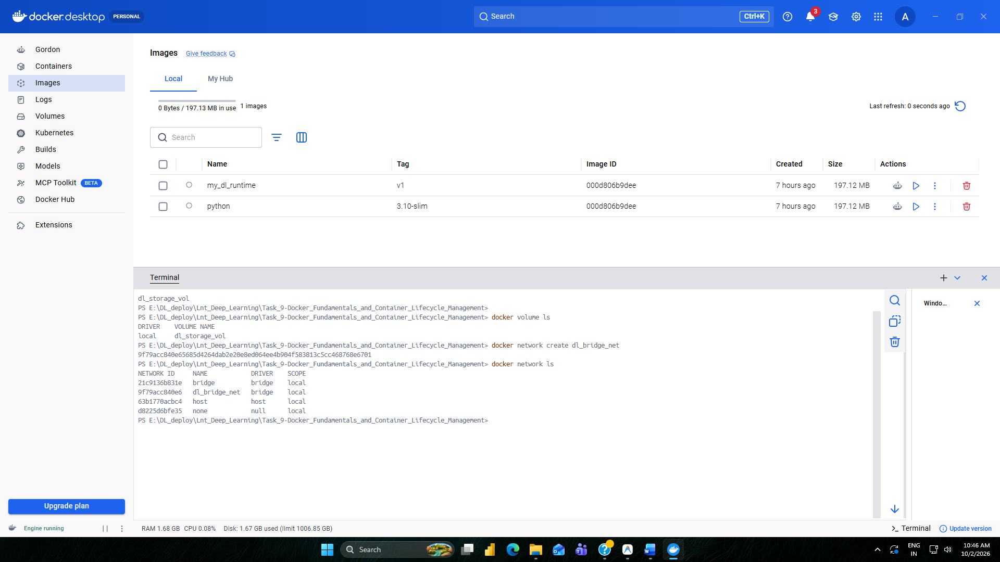 docker.desktop PERSONAL
Search Ctrl+K
3
A
Gordon
Containers
Images
Logs
Volumes
Kubernetes
Builds
Models
MCP Toolkit BETA
Docker Hub
Extensions
Upgrade plan
Images Give feedback
Local My Hub
0 Bytes / 197.13 MB in use 1 images
Last refresh: 0 seconds ago
Search
Name Tag Image ID Created Size Actions
my_dl_runtime v1 000d806b9dee 7 hours ago 197.12 MB
python 3.10-slim 000d806b9dee 7 hours ago 197.12 MB
Terminal
Windo...
dl_storage_vol
PS E:\DL_deploy\Lnt_Deep_Learning\Task_9-Docker_Fundamentals_and_Container_Lifecycle_Management>
PS E:\DL_deploy\Lnt_Deep_Learning\Task_9-Docker_Fundamentals_and_Container_Lifecycle_Management> docker volume ls
DRIVER VOLUME NAME
local dl_storage_vol
PS E:\DL_deploy\Lnt_Deep_Learning\Task_9-Docker_Fundamentals_and_Container_Lifecycle_Management> docker network create dl_bridge_net
9f79acc840e65685d4264dab2e20e8ed064ee4b904f583813c5cc468768e6701
PS E:\DL_deploy\Lnt_Deep_Learning\Task_9-Docker_Fundamentals_and_Container_Lifecycle_Management> docker network ls
NETWORK ID NAME DRIVER SCOPE
21c9136b831e bridge bridge local
9f79acc840e6 dl_bridge_net bridge local
63b1770acbc4 host host local
d8225d6bfe35 none null local
PS E:\DL_deploy\Lnt_Deep_Learning\Task_9-Docker_Fundamentals_and_Container_Lifecycle_Management>
Engine running
RAM 1.68 GB CPU 0.08% Disk: 1.67 GB used (limit 1006.85 GB)
Terminal Update version
Search
ENG
IN
10:46 AM
10/2/2026